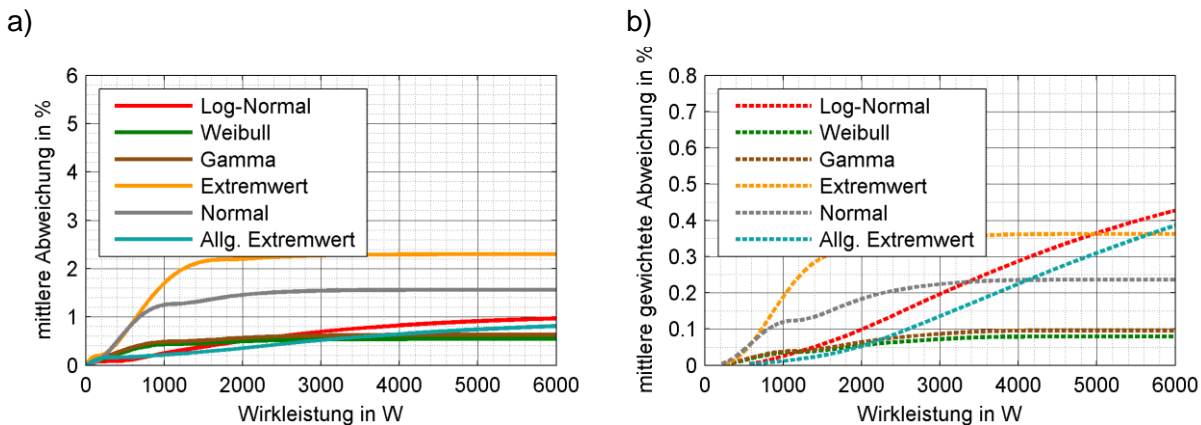 a)
mittlere Abweichung in %
6
5
4
3
2
1
0
Log-Normal
Weibull
Gamma
Extremwert
Normal
Allg. Extremwert
0 1000 2000 3000 4000 5000 6000
Wirkleistung in W
b)
mittlere gewichtete Abweichung in %
0.8
0.7
0.6
0.5
0.4
0.3
0.2
0.1
0
Log-Normal
Weibull
Gamma
Extremwert
Normal
Allg. Extremwert
0 1000 2000 3000 4000 5000 6000
Wirkleistung in W